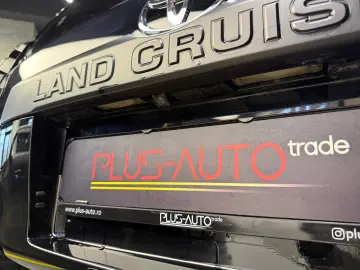 LAND CRUIS
PLUS-AUTO trade
www.plus-auto.ro
PLUS-AUTO trade
plu